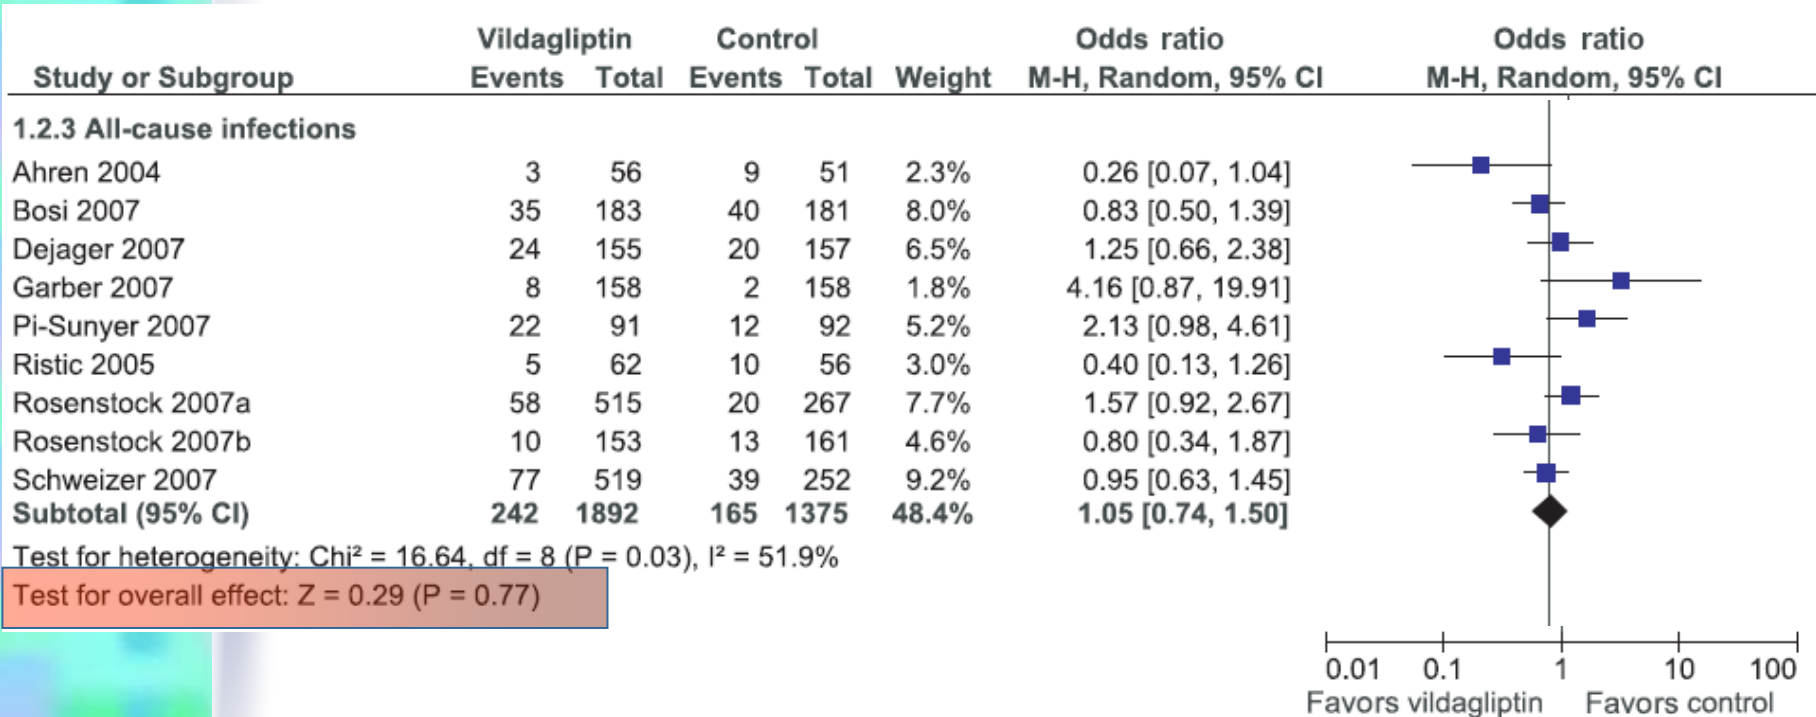 Vildagliptin Control Odds ratio Odds ratio
Study or Subgroup Events Total Events Total Weight M-H, Random, 95% CI M-H, Random, 95% CI
1.2.3 All-cause infections
Ahren 2004 3 56 9 51 2.3% 0.26 [0.07, 1.04]
Bosi 2007 35 183 40 181 8.0% 0.83 [0.50, 1.39]
Dejager 2007 24 155 20 157 6.5% 1.25 [0.66, 2.38]
Garber 2007 8 158 2 158 1.8% 4.16 [0.87, 19.91]
Pi-Sunyer 2007 22 91 12 92 5.2% 2.13 [0.98, 4.61]
Ristic 2005 5 62 10 56 3.0% 0.40 [0.13, 1.26]
Rosenstock 2007a 58 515 20 267 7.7% 1.57 [0.92, 2.67]
Rosenstock 2007b 10 153 13 161 4.6% 0.80 [0.34, 1.87]
Schweizer 2007 77 519 39 252 9.2% 0.95 [0.63, 1.45]
Subtotal (95% CI) 242 1892 165 1375 48.4% 1.05 [0.74, 1.50]
Test for heterogeneity: Chi² = 16.64, df = 8 (P = 0.03), I² = 51.9%
Test for overall effect: Z = 0.29 (P = 0.77)
0.01 0.1 1 10 100
Favors vildagliptin Favors control